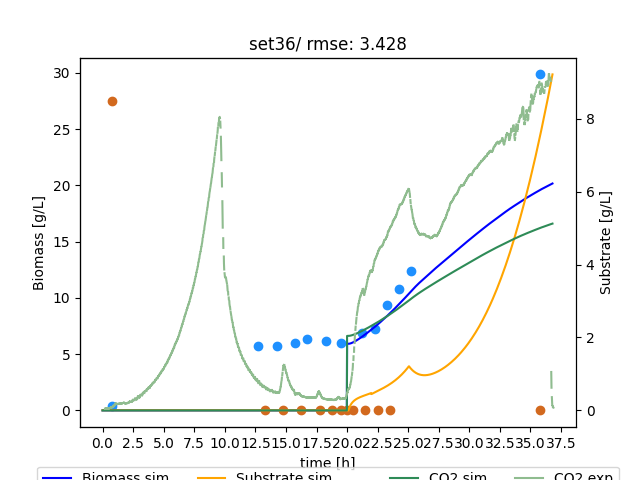 set36/ rmse: 3.428
30
25
20
15
10
5
0
Biomass [g/L]
8
6
4
2
0
Substrate [g/L]
0.0 2.5 5.0 7.5 10.0 12.5 15.0 17.5 20.0 22.5 25.0 27.5 30.0 32.5 35.0 37.5
time [h]
Biomass sim Substrate sim CO2 sim CO2 exp